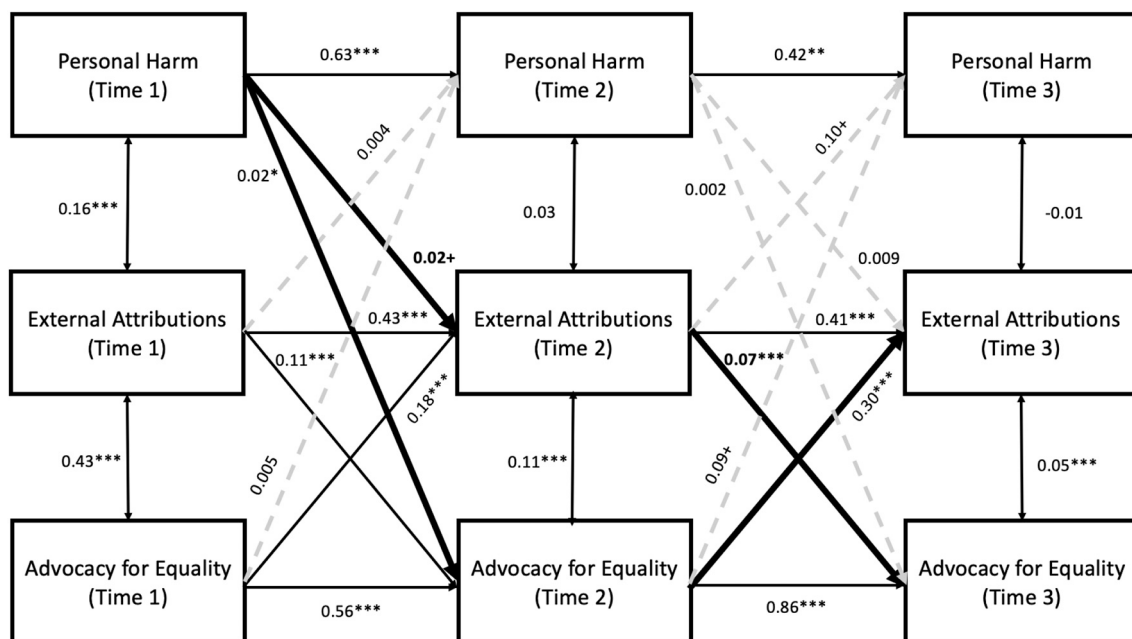 Personal Harm
(Time 1)
0.63***
Personal Harm
(Time 2)
0.42**
Personal Harm
(Time 3)
0.004
0.10+
0.02*
0.002
0.16***
0.03
-0.01
0.02+
0.009
External Attributions
(Time 1)
0.43***
External Attributions
(Time 2)
0.41***
External Attributions
(Time 3)
0.11***
0.07***
0.18***
0.30***
0.43***
0.005
0.11***
0.09+
0.05***
Advocacy for Equality
(Time 1)
0.56***
Advocacy for Equality
(Time 2)
0.86***
Advocacy for Equality
(Time 3)